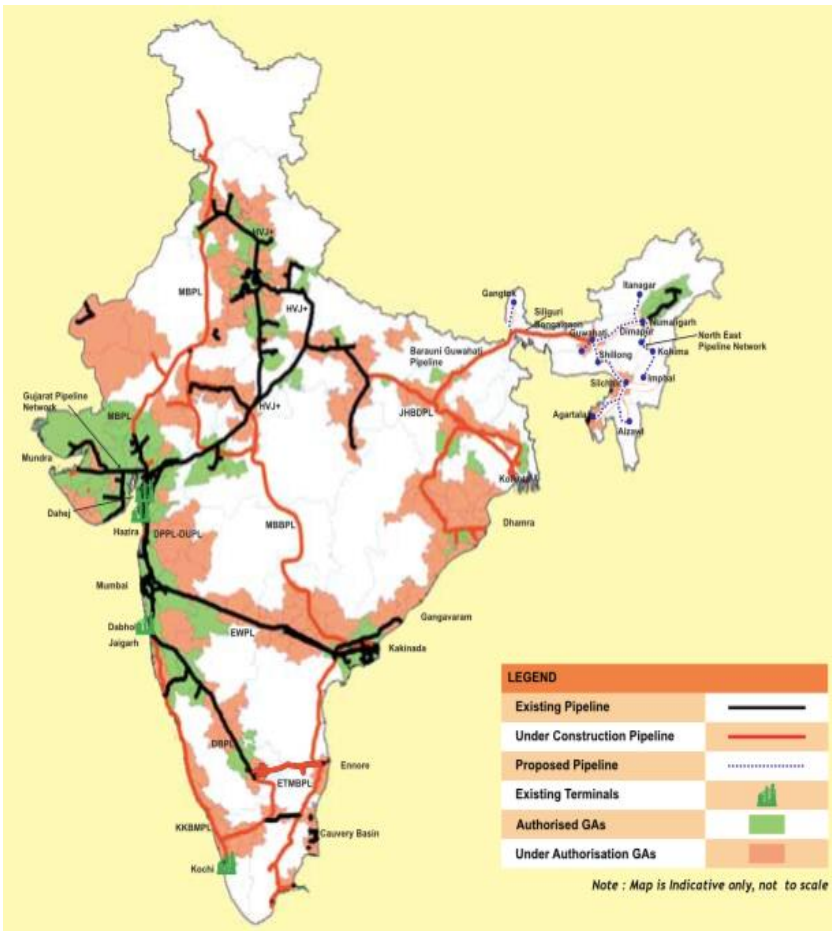 HVJ+
MBPL
HVJ+
Gangtok
Siliguri
Bongaigaon
Itanagar
Guwahati
Dimapur
Numaligarh
North East
Pipeline Network
Kohima
Shillong
Imphal
Silchar
Agartala
Aizawl
Barauni Guwahati
Pipeline
Gujarat Pipeline
Network
MBPL
HVJ+
JHBDPL
Mundra
Kolkata
Dahej
Hazira
DPPL-DUPL
MBBPL
Dhamra
Mumbai
Dabhol
Jaigarh
EWPL
Gangavaram
Kakinada
DBPL
Ennore
ETMBPL
KKBMPL
Cauvery Basin
Kochi
LEGEND
Existing Pipeline
Under Construction Pipeline
Proposed Pipeline
Existing Terminals
Authorised GAs
Under Authorisation GAs
Note : Map is Indicative only, not to scale